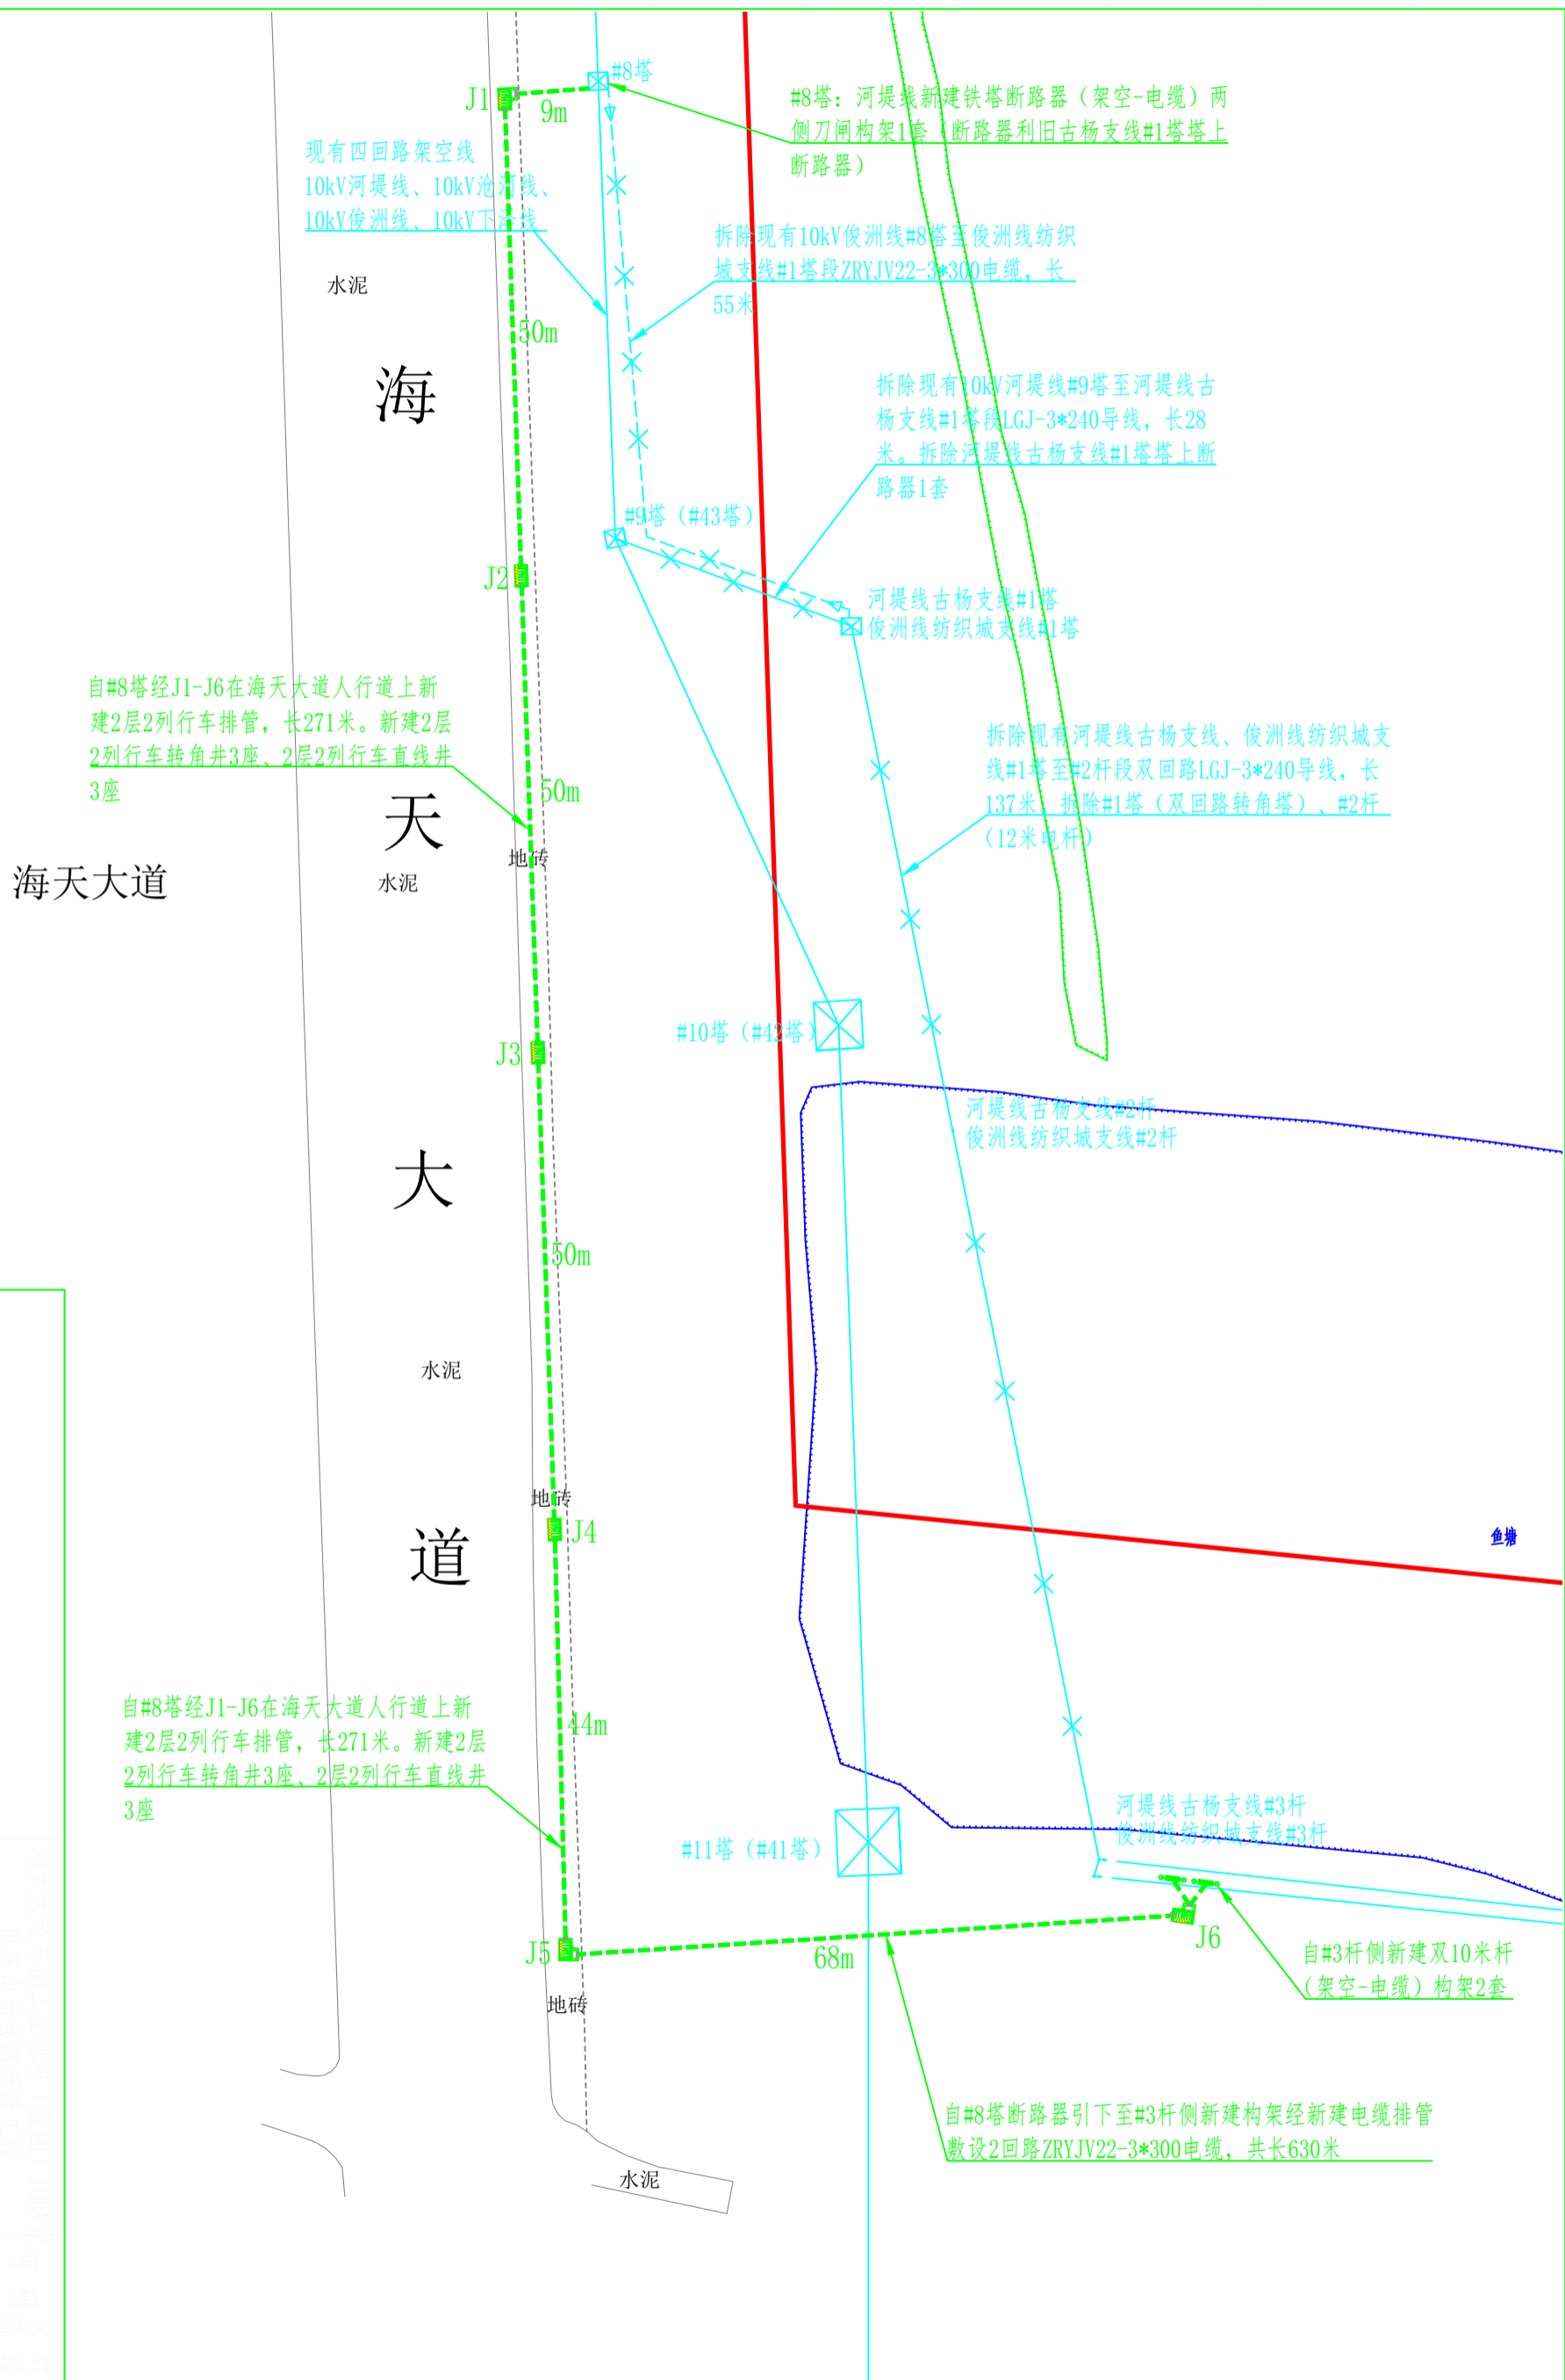 #8塔
J1
9m
#8塔：河堤线新建铁塔断路器（架空-电缆）两
侧刀闸构架1套（断路器利旧古杨支线#1塔塔上
断路器）
现有四回路架空线
10kV河堤线、10kV沧河线、
10kV俊洲线、10kV下泠线
拆除现有10kV俊洲线#8塔至俊洲线纺织
城支线#1塔段ZRYJV22-3*300电缆，长
55米
水泥
50m
海
拆除现有10kV河堤线#9塔至河堤线古
杨支线#1塔段LGJ-3*240导线，长28
米。拆除河堤线古杨支线#1塔塔上断
路器1套
#9塔（#43塔）
J2
河堤线古杨支线#1塔
俊洲线纺织城支线#1塔
自#8塔经J1-J6在海天大道人行道上新
建2层2列行车排管，长271米。新建2层
2列行车转角井3座、2层2列行车直线井
3座
拆除现有河堤线古杨支线、俊洲线纺织城支
线#1塔至#2杆段双回路LGJ-3*240导线，长
137米。拆除#1塔（双回路转角塔）、#2杆
（12米电杆）
50m
天
地砖
海天大道
水泥
#10塔（#42塔）
J3
河堤线古杨支线#2杆
俊洲线纺织城支线#2杆
大
50m
水泥
地砖
J4
道
鱼塘
自#8塔经J1-J6在海天大道人行道上新
建2层2列行车排管，长271米。新建2层
2列行车转角井3座、2层2列行车直线井
3座
44m
河堤线古杨支线#3杆
俊洲线纺织城支线#3杆
#11塔（#41塔）
J5
68m
J6
自#3杆侧新建双10米杆
（架空-电缆）构架2套
地砖
自#8塔断路器引下至#3杆侧新建构架经新建电缆排管
敷设2回路ZRYJV22-3*300电缆，共长630米
水泥